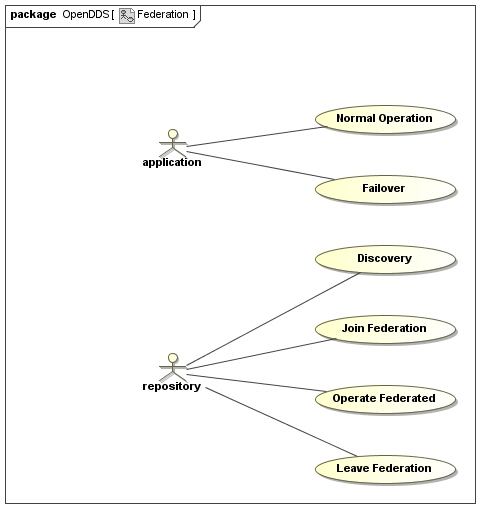 package OpenDDS [ Federation ]
Normal Operation
application
Failover
Discovery
Join Federation
repository
Operate Federated
Leave Federation